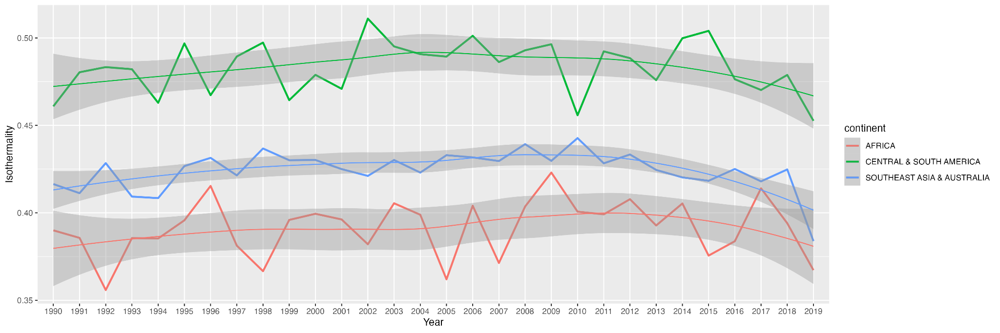 Isothermality
0.50
0.45
0.40
0.35
1990 1991 1992 1993 1994 1995 1996 1997 1998 1999 2000 2001 2002 2003 2004 2005 2006 2007 2008 2009 2010 2011 2012 2013 2014 2015 2016 2017 2018 2019
Year
continent
AFRICA
CENTRAL & SOUTH AMERICA
SOUTHEAST ASIA & AUSTRALIA